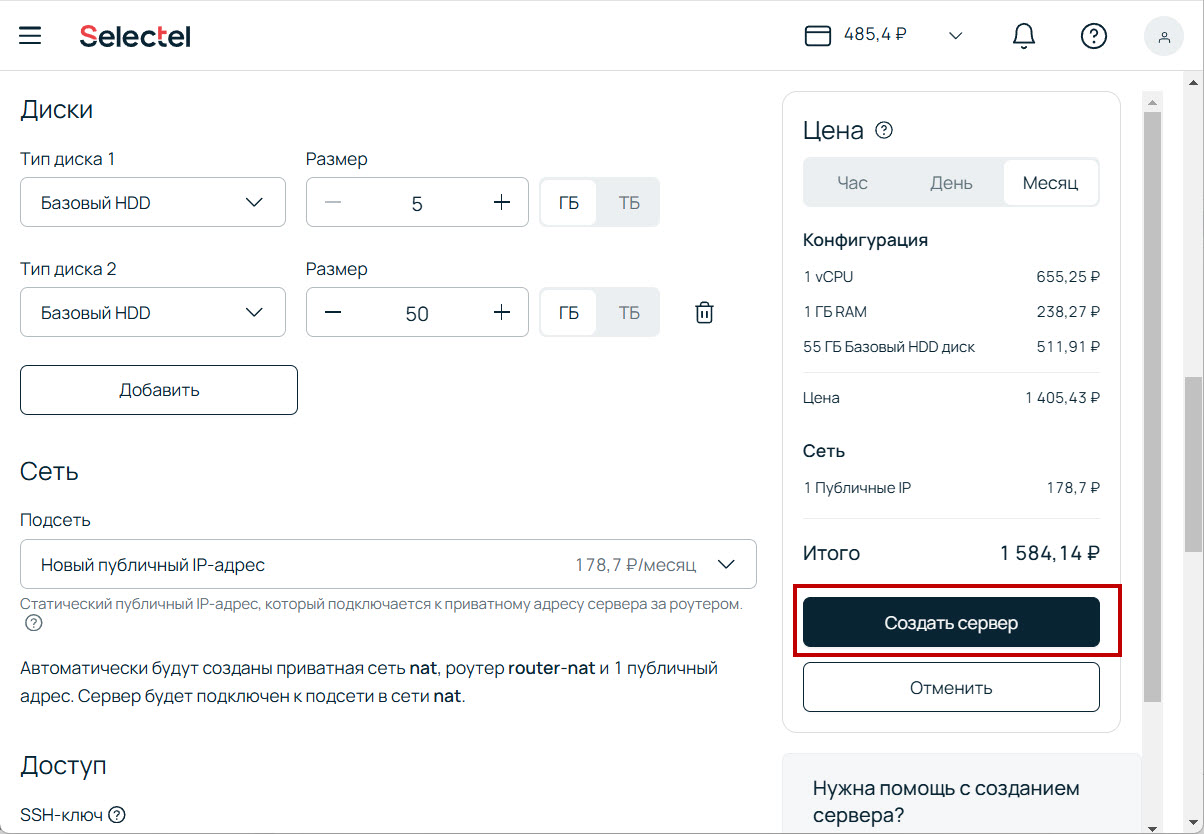 Selectel
485,4 ₽
Диски
Тип диска 1
Размер
Базовый HDD
5
ГБ
ТБ
Тип диска 2
Размер
Базовый HDD
50
ГБ
ТБ
Добавить
Сеть
Подсеть
Новый публичный IP-адрес
178,7 ₽/месяц
Статический публичный IP-адрес, который подключается к приватному адресу сервера за роутером.
Автоматически будут созданы приватная сеть nat, роутер router-nat и 1 публичный
адрес. Сервер будет подключен к подсети в сети nat.
Доступ
SSH-ключ
Цена
Час
День
Месяц
Конфигурация
1 vCPU
655,25 ₽
1 ГБ RAM
238,27 ₽
55 ГБ Базовый HDD диск
511,91 ₽
Цена
1 405,43 ₽
Сеть
1 Публичные IP
178,7 ₽
Итого
1 584,14 ₽
Создать сервер
Отменить
Нужна помощь с созданием
сервера?